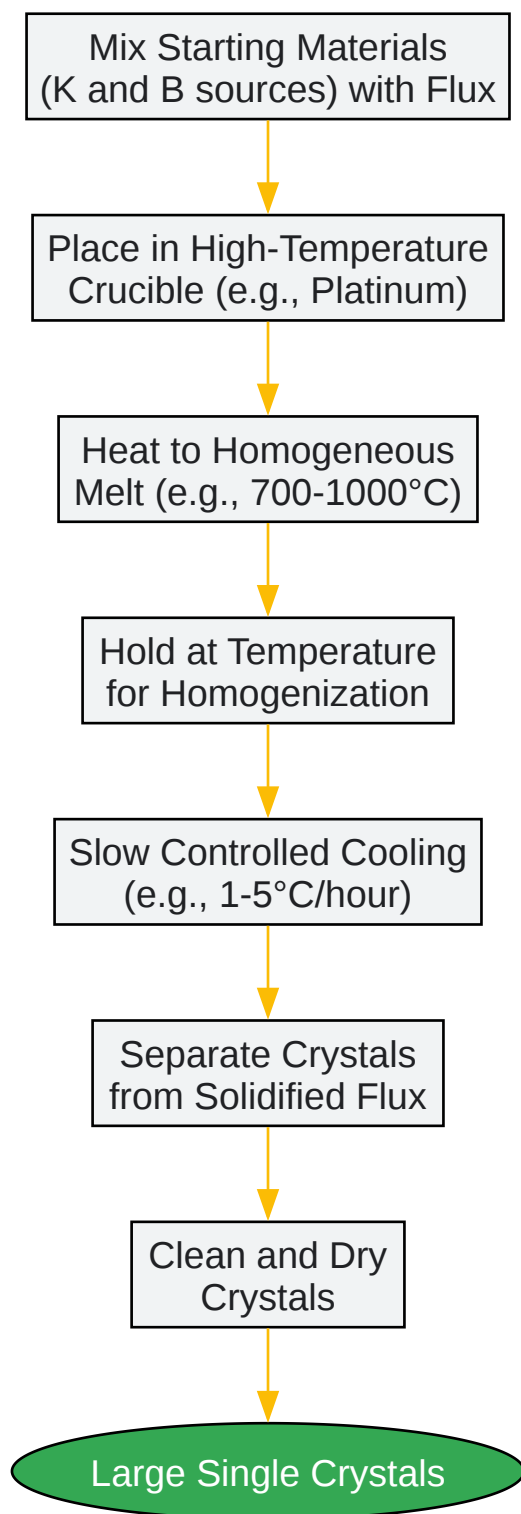 Mix Starting Materials
(K and B sources) with Flux
Place in High-Temperature
Crucible (e.g., Platinum)
Heat to Homogeneous
Melt (e.g., 700-1000°C)
Hold at Temperature
for Homogenization
Slow Controlled Cooling
(e.g., 1-5°C/hour)
Separate Crystals
from Solidified Flux
Clean and Dry
Crystals
Large Single Crystals